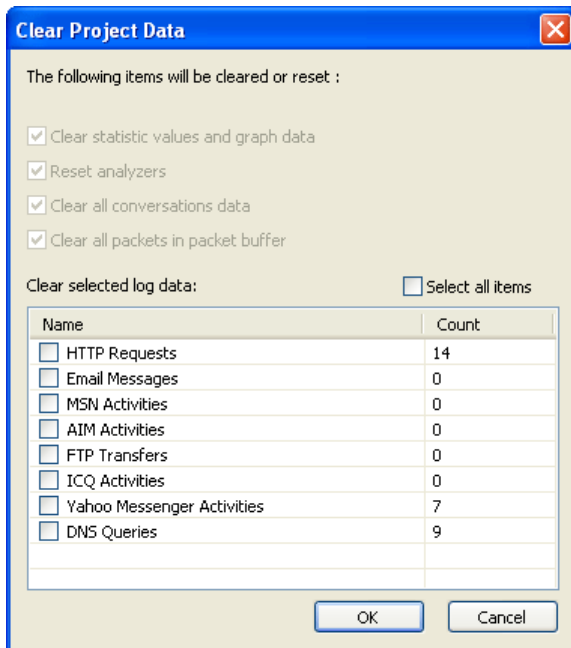 Clear Project Data
The following items will be cleared or reset :
Clear statistic values and graph data
Reset analyzers
Clear all conversations data
Clear all packets in packet buffer
Clear selected log data: Select all items
Name Count
HTTP Requests 14
Email Messages 0
MSN Activities 0
AIM Activities 0
FTP Transfers 0
ICQ Activities 0
Yahoo Messenger Activities 7
DNS Queries 9
OK Cancel